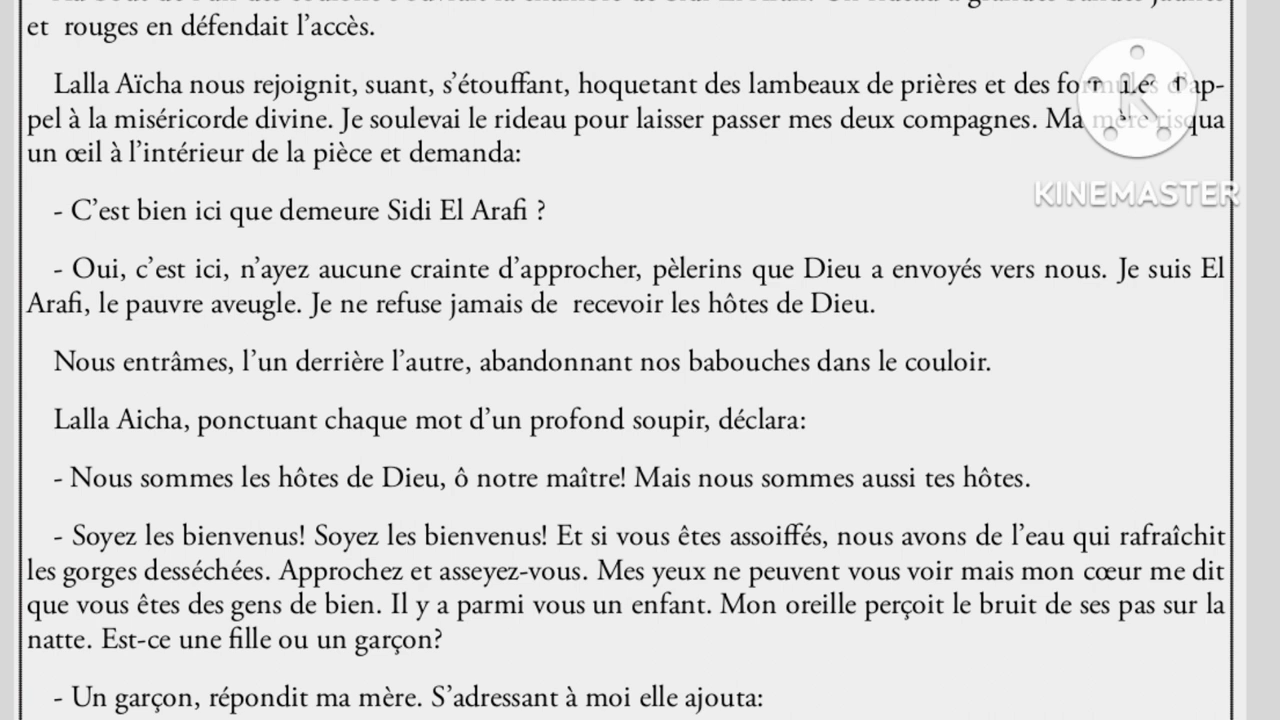 et rouges en défendait l'accès.
Lalla Aïcha nous rejoignit, suant, s'étouffant, hoquetant des lambeaux de prières et des formules d'ap-
pel à la miséricorde divine. Je soulevai le rideau pour laisser passer mes deux compagnes. Ma mère risqua
un œil à l'intérieur de la pièce et demanda:
- C'est bien ici que demeure Sidi El Arafi ?
- Oui, c'est ici, n'ayez aucune crainte d'approcher, pèlerins que Dieu a envoyés vers nous. Je suis El
Arafi, le pauvre aveugle. Je ne refuse jamais de recevoir les hôtes de Dieu.
Nous entrâmes, l'un derrière l'autre, abandonnant nos babouches dans le couloir.
Lalla Aicha, ponctuant chaque mot d'un profond soupir, déclara:
- Nous sommes les hôtes de Dieu, ô notre maître! Mais nous sommes aussi tes hôtes.
- Soyez les bienvenus! Soyez les bienvenus! Et si vous êtes assoiffés, nous avons de l'eau qui rafraîchit
les gorges desséchées. Approchez et asseyez-vous. Mes yeux ne peuvent vous voir mais mon cœur me dit
que vous êtes des gens de bien. Il y a parmi vous un enfant. Mon oreille perçoit le bruit de ses pas sur la
natte. Est-ce une fille ou un garçon?
- Un garçon, répondit ma mère. S'adressant à moi elle ajouta:
KINEMASTER